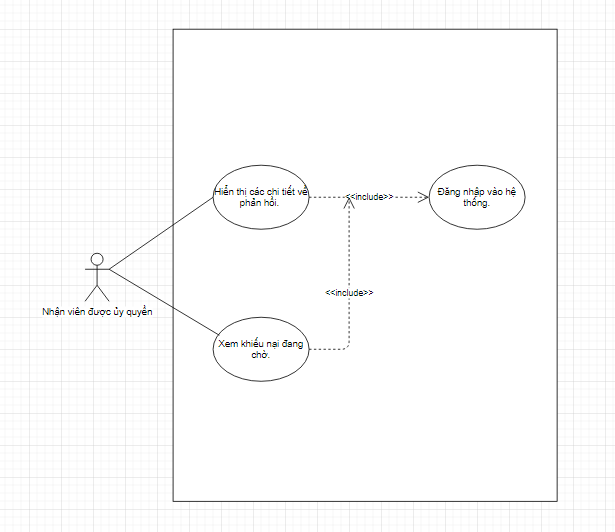 Hiển thị các chi tiết về
phản hồi.
<<include>>
Đăng nhập vào hệ
thống.
<<include>>
Nhận viên được ủy quyền
Xem khiếu nại đang
chờ.